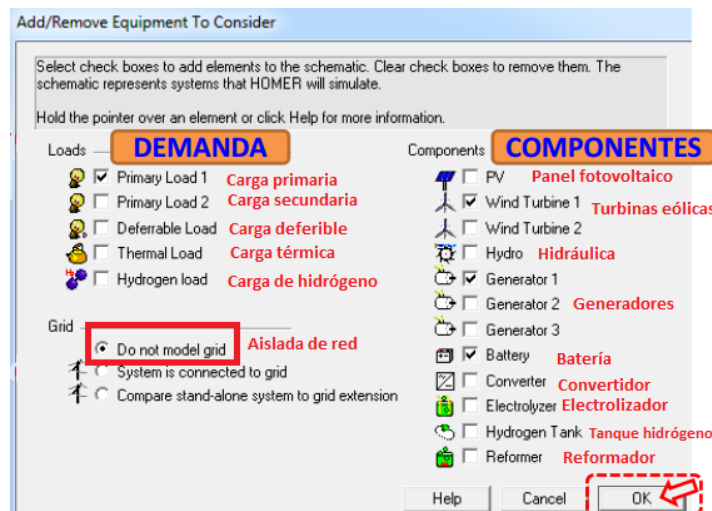 Add/Remove Equipment To Consider
Select check boxes to add elements to the schematic. Clear check boxes to remove them. The
schematic represents systems that HOMER will simulate.
Hold the pointer over an element or click Help for more information.
Loads DEMANDA
Primary Load 1 Carga primaria
Primary Load 2 Carga secundaria
Deferrable Load Carga deferible
Thermal Load Carga térmica
Hydrogen load Carga de hidrógeno
Grid
Do not model grid Aislada de red
System is connected to grid
Compare stand-alone system to grid extension
Components COMPONENTES
PV Panel fotovoltaico
Wind Turbine 1 Turbinas eólicas
Wind Turbine 2
Hydro Hidráulica
Generator 1
Generator 2 Generadores
Generator 3
Battery Batería
Converter Convertidor
Electrolyzer Electrolizador
Hydrogen Tank Tanque hidrógeno
Reformer Reformador
Help Cancel OK